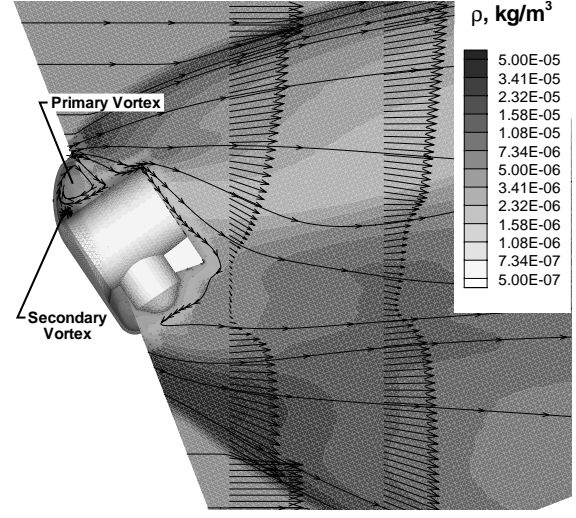 ρ, kg/m³
5.00E-05
3.41E-05
2.32E-05
1.58E-05
1.08E-05
7.34E-06
5.00E-06
3.41E-06
2.32E-06
1.58E-06
1.08E-06
7.34E-07
5.00E-07
Primary Vortex
Secondary
Vortex